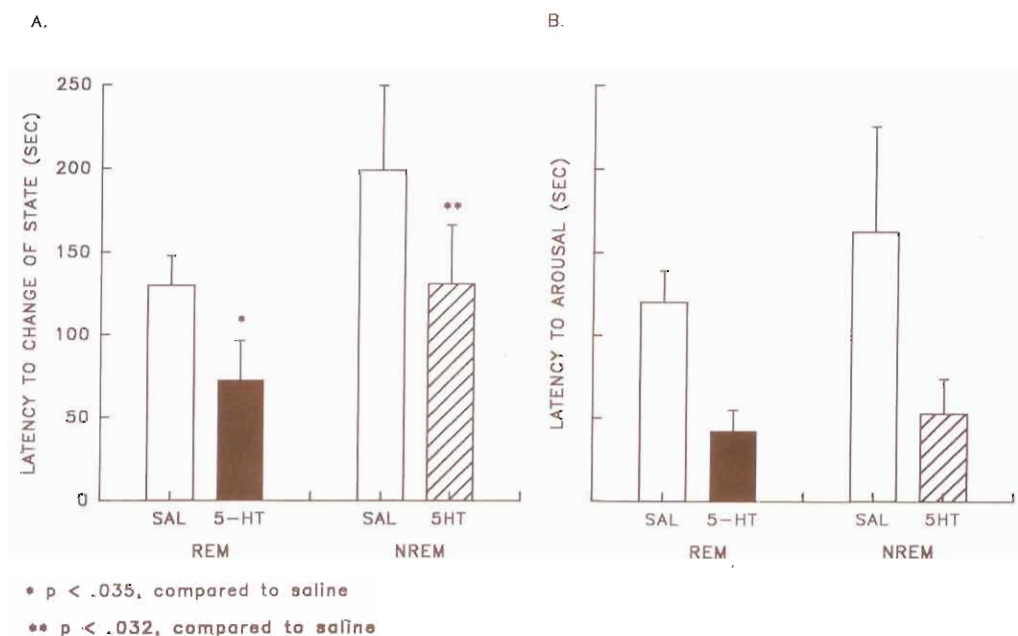 A.
B.
LATENCY TO CHANGE OF STATE (SEC)
250
200
150
100
50
0
*
**
SAL 5-HT SAL 5HT
REM NREM
LATENCY TO AROUSAL (SEC)
SAL 5-HT SAL 5HT
REM NREM
* p < .035, compared to saline
** p < .032, compared to saline